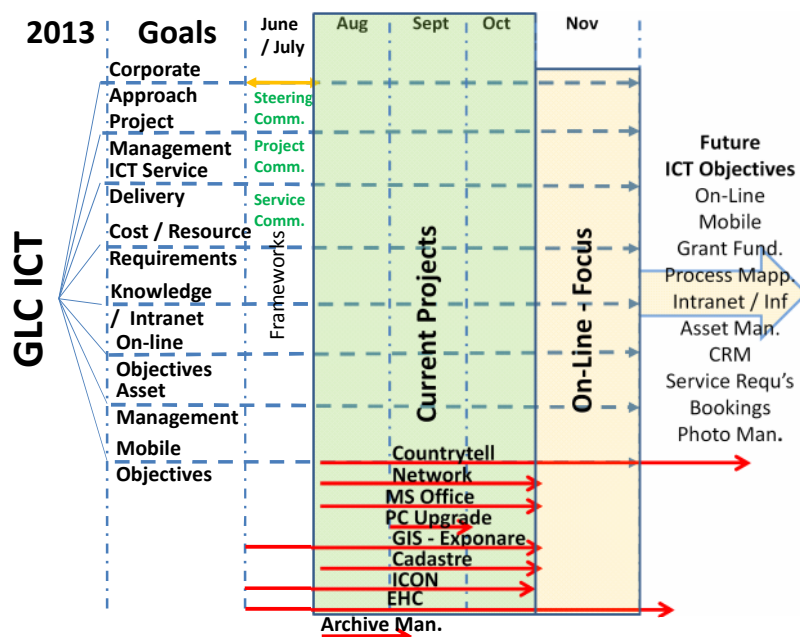 2013
Goals
June
/ July
Aug
Sept
Oct
Nov
GLC ICT
Corporate
Approach
Project
Management
ICT Service
Delivery
Cost / Resource
Requirements
Knowledge
/ Intranet
On-line
Objectives
Asset
Management
Mobile
Objectives
Steering
Comm.
Project
Comm.
Service
Comm.
Frameworks
Current Projects
On-Line - Focus
Future
ICT Objectives
On-Line
Mobile
Grant Fund.
Process Mapp.
Intranet / Inf
Asset Man.
CRM
Service Requ's
Bookings
Photo Man.
Countrytell
Network
MS Office
PC Upgrade
GIS - Exponare
Cadastre
ICON
EHC
Archive Man.